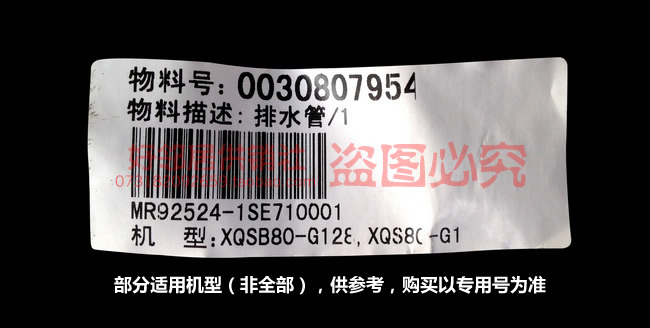 物料号: 0030807954
物料描述: 排水管/1
盗图必究
MR92524-1SE710001
机 型: XQSB80-G128, XQS80-G1
部分适用机型（非全部），供参考，购买以专用号为准